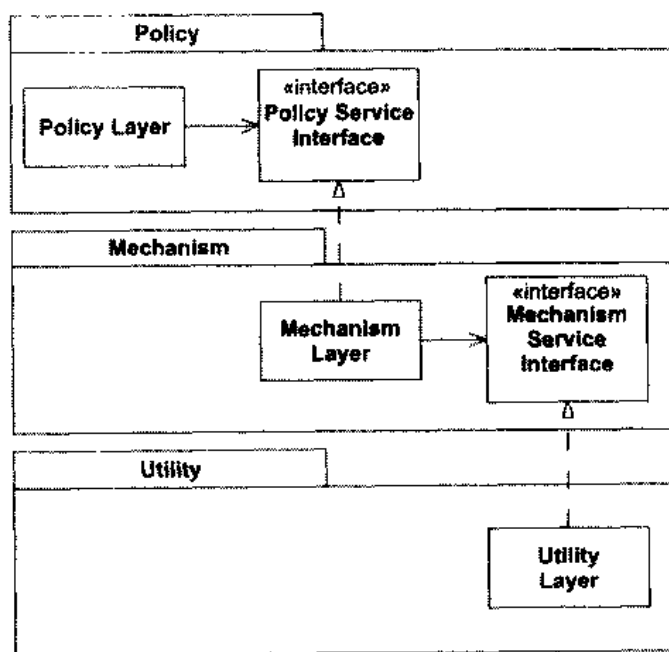 Policy
Policy Layer
«interface»
Policy Service
Interface
Mechanism
Mechanism
Layer
«interface»
Mechanism
Service
Interface
Utility
Utility
Layer